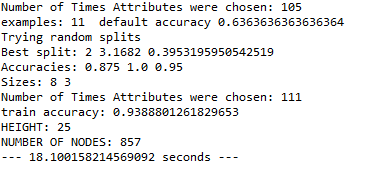 Number of Times Attributes were chosen: 105
examples: 11  default accuracy 0.6363636363636364
Trying random splits
Best split: 2 3.1682 0.3953195950542519
Accuracies: 0.875 1.0 0.95
Sizes: 8 3
Number of Times Attributes were chosen: 111
train accuracy: 0.9388801261829653
HEIGHT: 25
NUMBER OF NODES: 857
--- 18.100158214569092 seconds ---